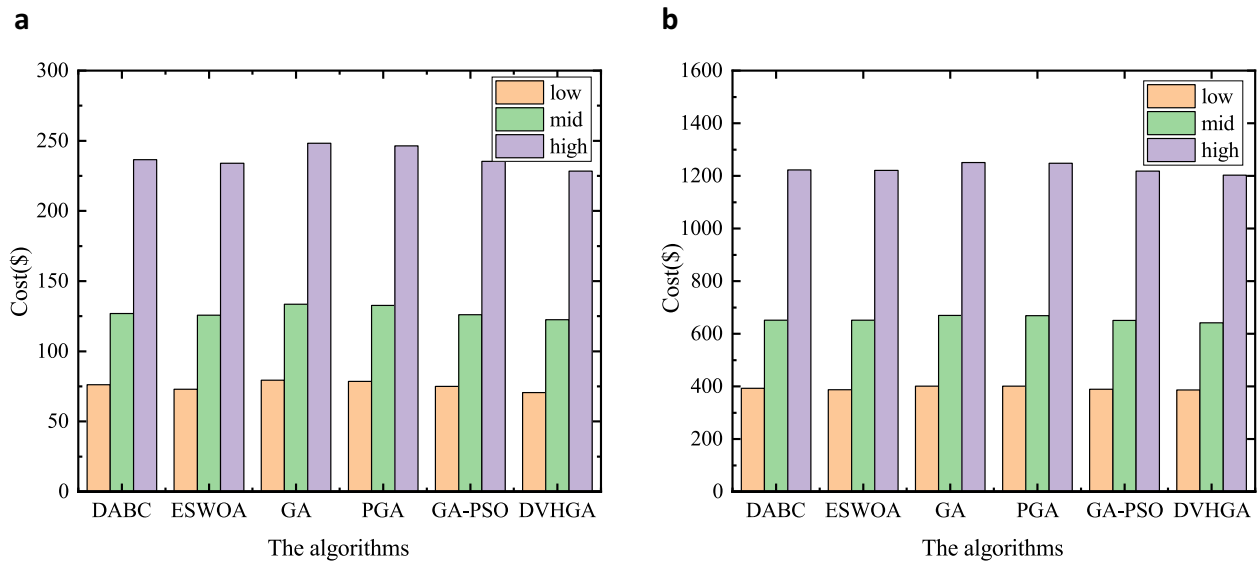 a
300
250
200
150
100
50
0
Cost($)
low
mid
high
DABC ESWOA GA PGA GA-PSO DVHGA
The algorithms
b
1600
1400
1200
1000
800
600
400
200
0
Cost($)
low
mid
high
DABC ESWOA GA PGA GA-PSO DVHGA
The algorithms